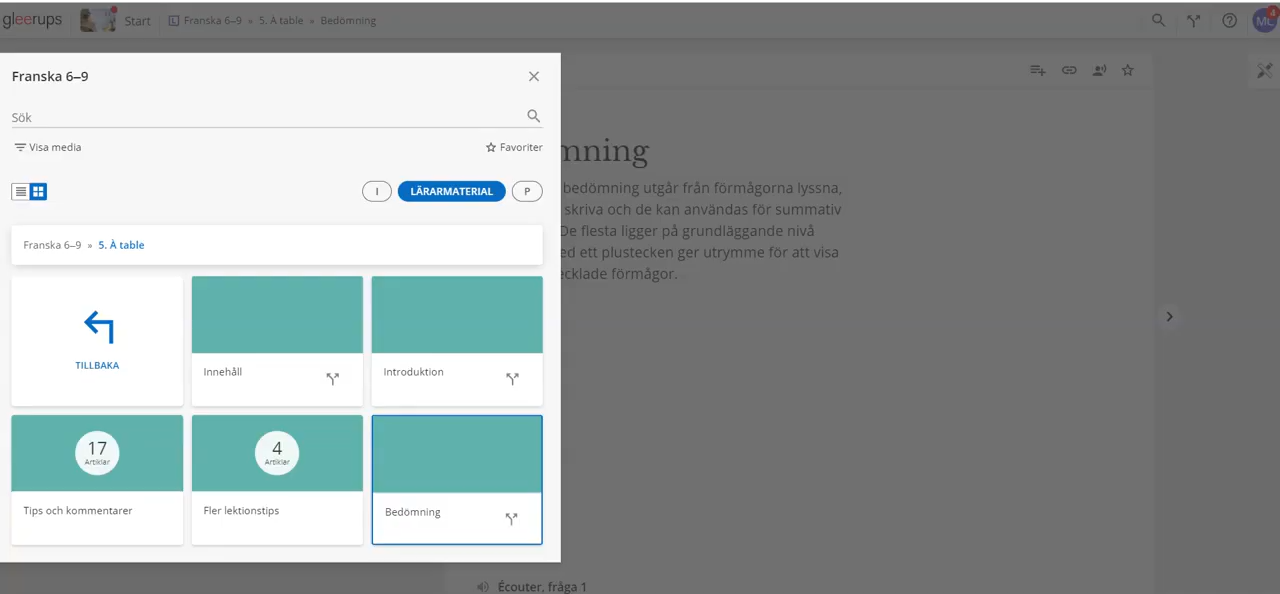 gleerups Start Franska 6–9 » 5. À table » Bedömning
4
ML
Franska 6–9
Sök
Visa media Favoriter
I LÄRARMATERIAL P
Franska 6–9 » 5. À table
TILLBAKA
Innehåll
Introduktion
17
Artiklar
Tips och kommentarer
4
Artiklar
Fler lektionstips
Bedömning
mning
bedömning utgår från förmågorna lyssna,
skriva och de kan användas för summativ
De flesta ligger på grundläggande nivå
ed ett plustecken ger utrymme för att visa
ecklade förmågor.
Écouter, fråga 1